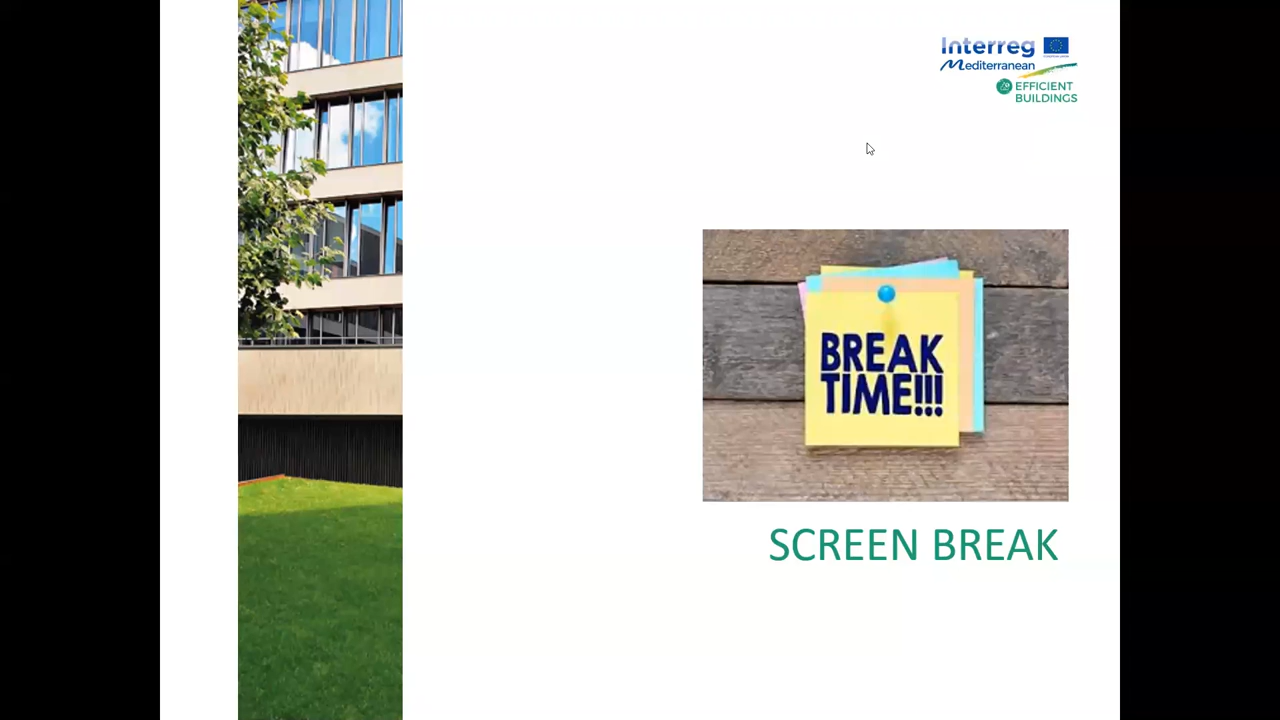 Interreg
Mediterranean
EFFICIENT
BUILDINGS
BREAK
TIME!!!
SCREEN BREAK